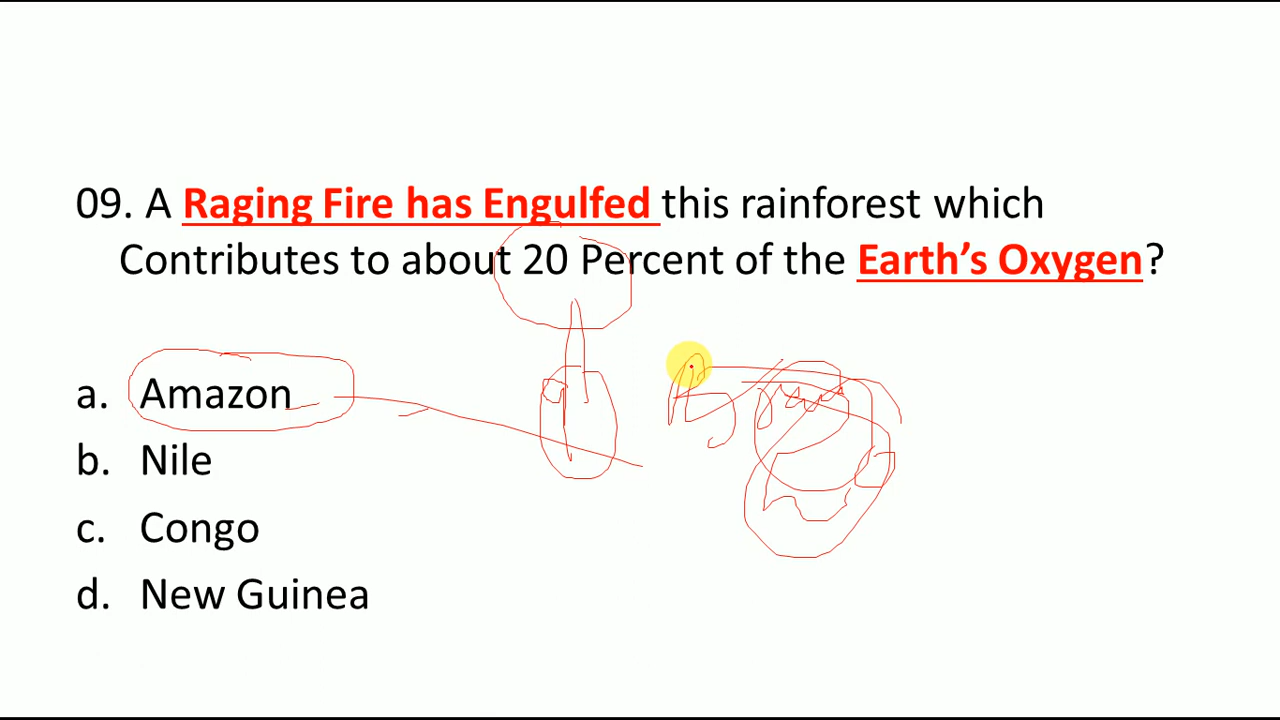 09. A Raging Fire has Engulfed this rainforest which
Contributes to about 20 Percent of the Earth's Oxygen?
a. Amazon
b. Nile
c. Congo
d. New Guinea